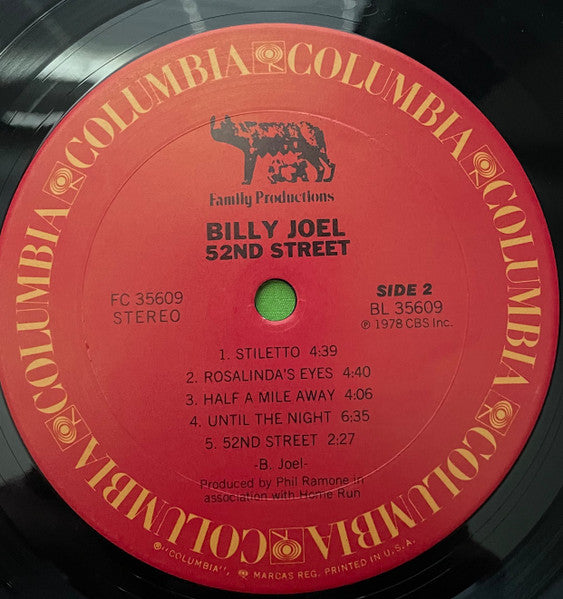 COLUMBIA COLUMBIA COLUMBIA COLUMBIA COLUMBIA COLUMBIA
Family Productions
BILLY JOEL
52ND STREET
FC 35609
STEREO
SIDE 2
BL 35609
℗ 1978 CBS Inc.
1. STILETTO 4:39
2. ROSALINDA'S EYES 4:40
3. HALF A MILE AWAY 4:06
4. UNTIL THE NIGHT 6:35
5. 52ND STREET 2:27
-B. Joel-
Produced by Phil Ramone in
association with Home Run
®"COLUMBIA", MARCAS REG. PRINTED IN U.S.A.